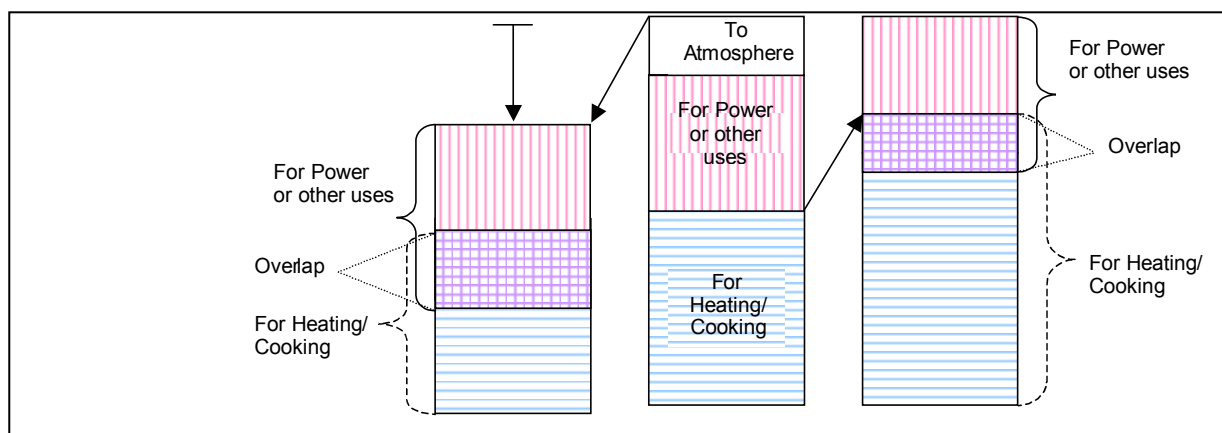 For Power
or other uses
Overlap
For Heating/
Cooking
To
Atmosphere
For Power
or other
uses
For
Heating/
Cooking
For Power
or other uses
Overlap
For Heating/
Cooking